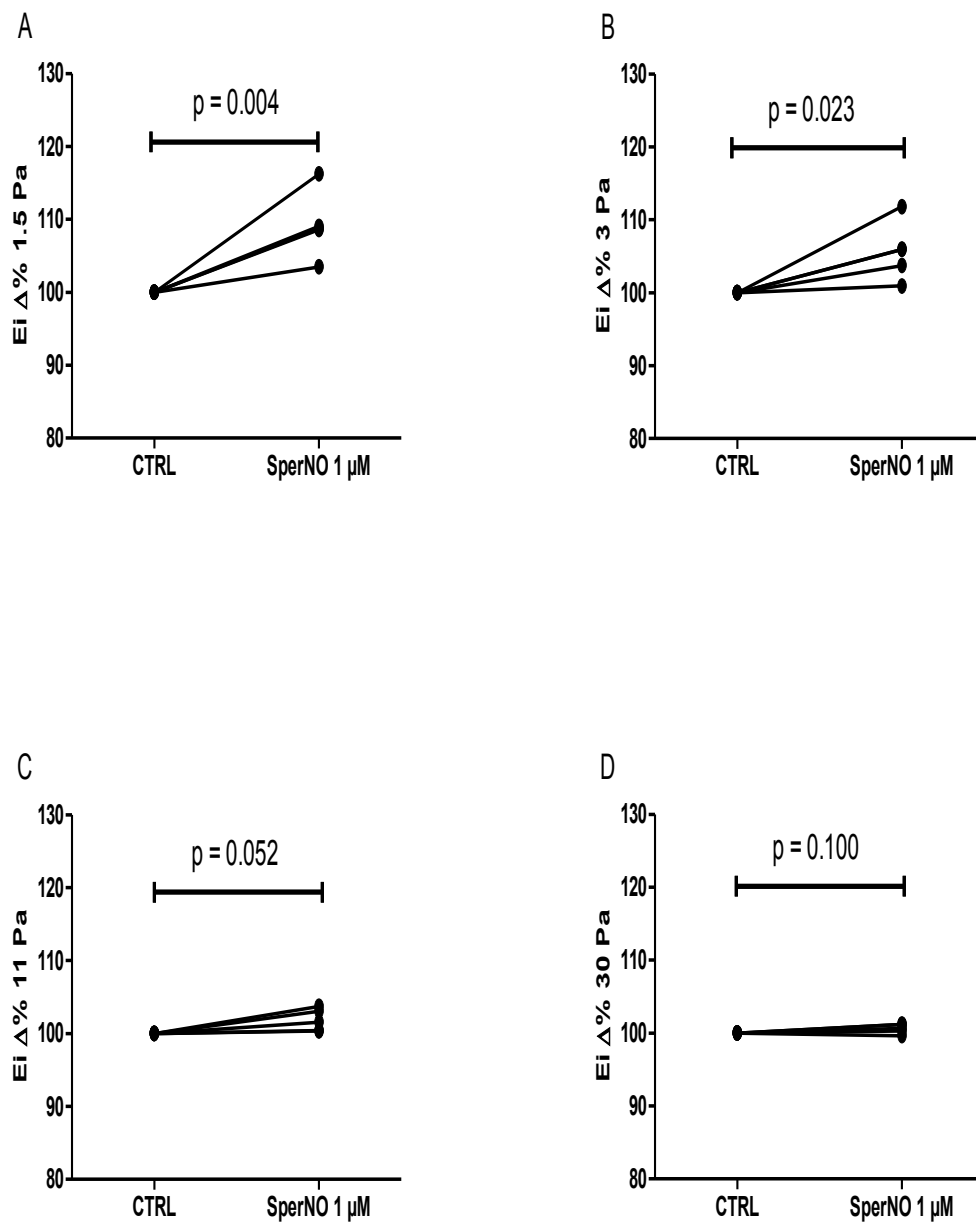 A
Ei Δ% 1.5 Pa
130
120
110
100
90
80
p = 0.004
CTRL
SperNO 1 µM
B
Ei Δ% 3 Pa
130
120
110
100
90
80
p = 0.023
CTRL
SperNO 1 µM
C
Ei Δ% 11 Pa
130
120
110
100
90
80
p = 0.052
CTRL
SperNO 1 µM
D
Ei Δ% 30 Pa
130
120
110
100
90
80
p = 0.100
CTRL
SperNO 1 µM